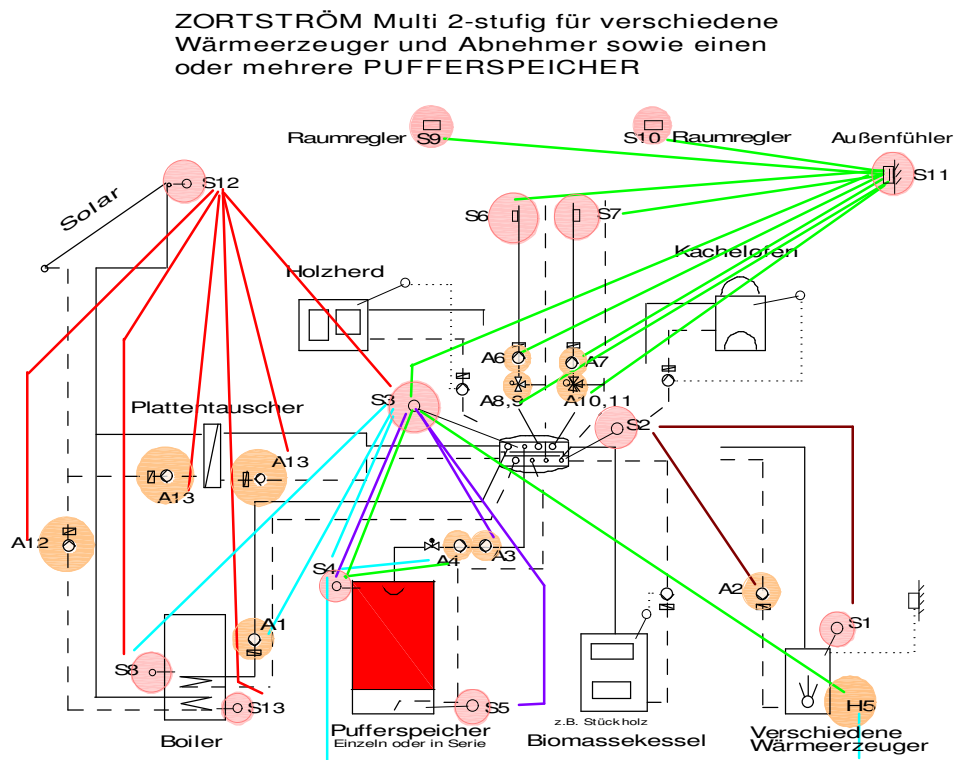 ZORTSTRÖM Multi 2-stufig für verschiedene
Wärmeerzeuger und Abnehmer sowie einen
oder mehrere PUFFERSPEICHER
Raumregler S9
S10 Raumregler
Außenfühler
S11
S12
Solar
S6
S7
Kachelofen
Holzherd
A6
A7
A8,9
A10,11
S3
S2
Plattentauscher
A13
A13
A12
S4
A4
A3
A2
A1
S1
S8
S13
S5
H5
z.B. Stückholz
Boiler
Pufferspeicher
Einzeln oder in Serie
Biomassekessel
Verschiedene
Wärmeerzeuger